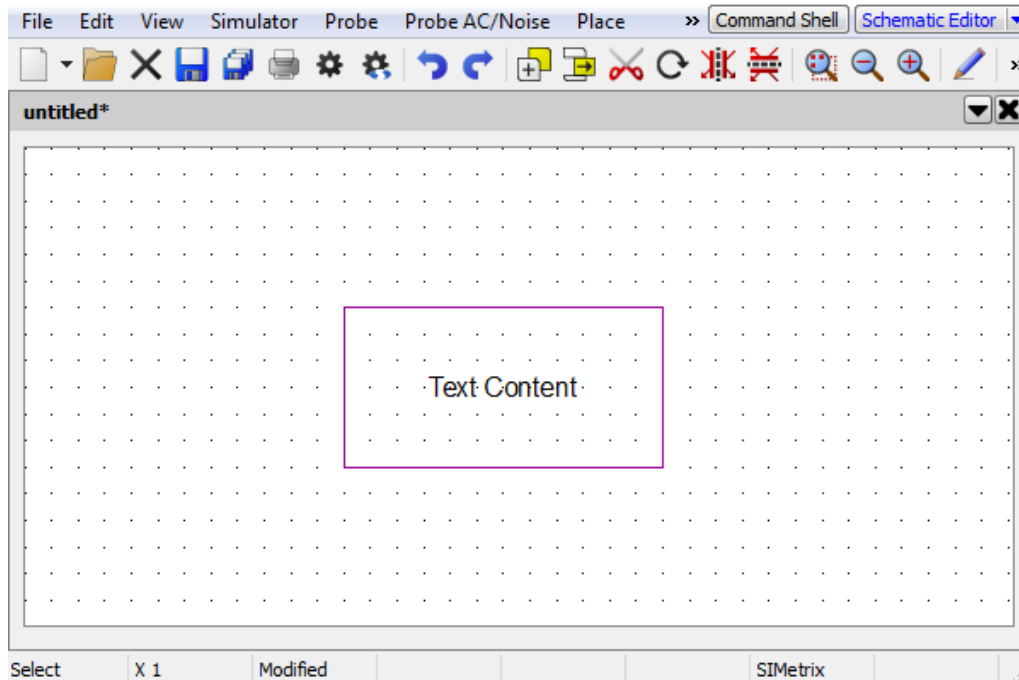 File Edit View Simulator Probe Probe AC/Noise Place » Command Shell Schematic Editor
»
untitled*
Text Content
Select X 1 Modified SIMetrix